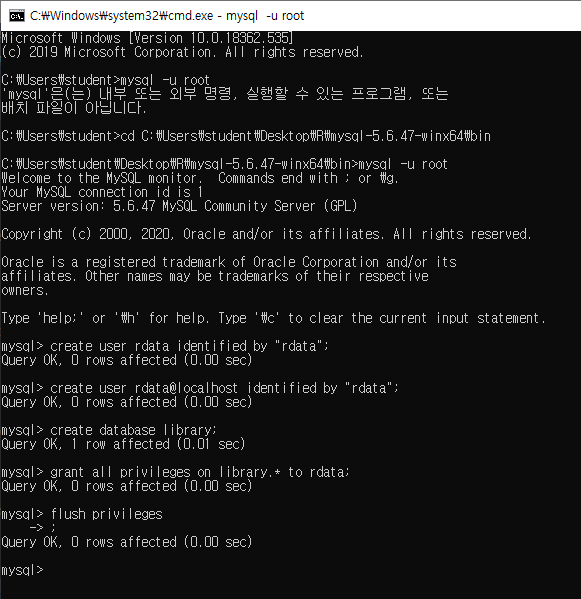 C:₩Windows₩system32₩cmd.exe - mysql  -u root
Microsoft Windows [Version 10.0.18362.535]
(c) 2019 Microsoft Corporation. All rights reserved.
C:₩Users₩student>mysql -u root
'mysql'은(는) 내부 또는 외부 명령, 실행할 수 있는 프로그램, 또는
배치 파일이 아닙니다.
C:₩Users₩student>cd C:₩Users₩student₩Desktop₩R₩mysql-5.6.47-winx64₩bin
C:₩Users₩student₩Desktop₩R₩mysql-5.6.47-winx64₩bin>mysql -u root
Welcome to the MySQL monitor.  Commands end with ; or ₩g.
Your MySQL connection id is 1
Server version: 5.6.47 MySQL Community Server (GPL)
Copyright (c) 2000, 2020, Oracle and/or its affiliates. All rights reserved.
Oracle is a registered trademark of Oracle Corporation and/or its
affiliates. Other names may be trademarks of their respective
owners.
Type 'help;' or '₩h' for help. Type '₩c' to clear the current input statement.
mysql> create user rdata identified by "rdata";
Query OK, 0 rows affected (0.00 sec)
mysql> create user rdata@localhost identified by "rdata";
Query OK, 0 rows affected (0.00 sec)
mysql> create database library;
Query OK, 1 row affected (0.01 sec)
mysql> grant all privileges on library.* to rdata;
Query OK, 0 rows affected (0.00 sec)
mysql> flush privileges
    -> ;
Query OK, 0 rows affected (0.00 sec)
mysql>